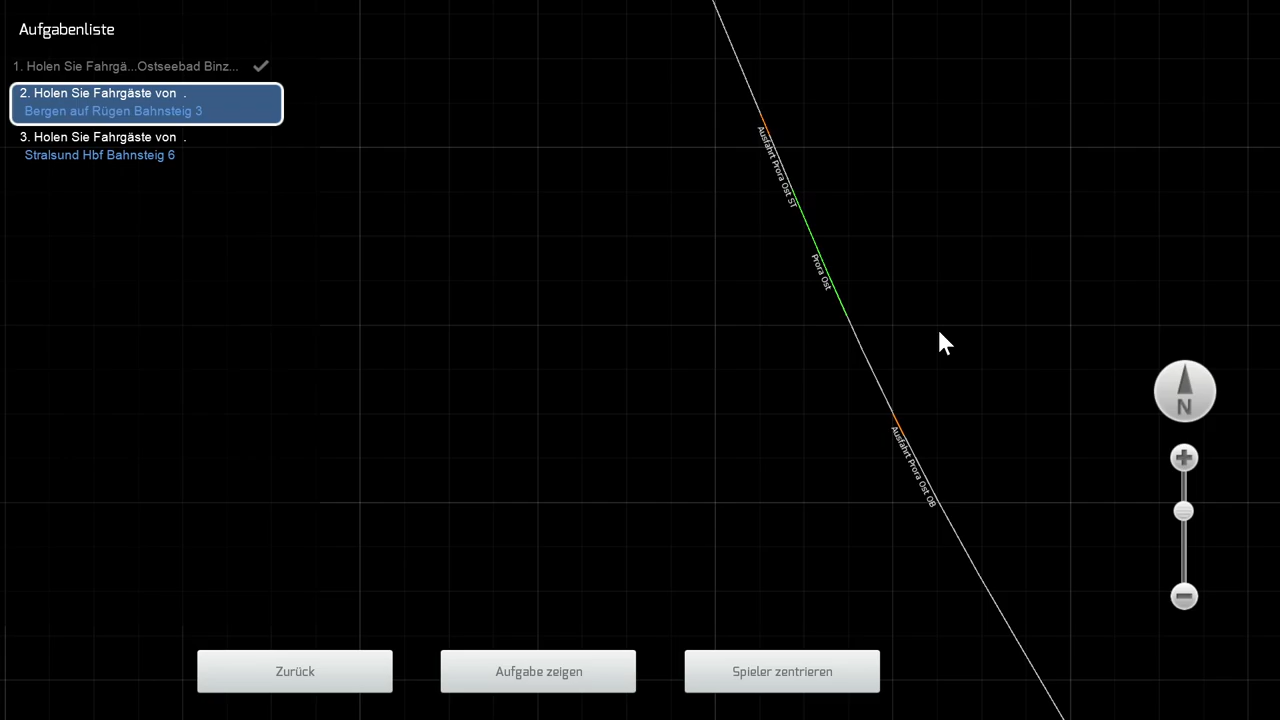 Aufgabenliste
1. Holen Sie Fahrgä...Ostseebad Binz...
2. Holen Sie Fahrgäste von .
Bergen auf Rügen Bahnsteig 3
3. Holen Sie Fahrgäste von .
Stralsund Hbf Bahnsteig 6
Ausfahrt Prora Ost ST
Prora Ost
Ausfahrt Prora Ost OB
N
Zurück
Aufgabe zeigen
Spieler zentrieren